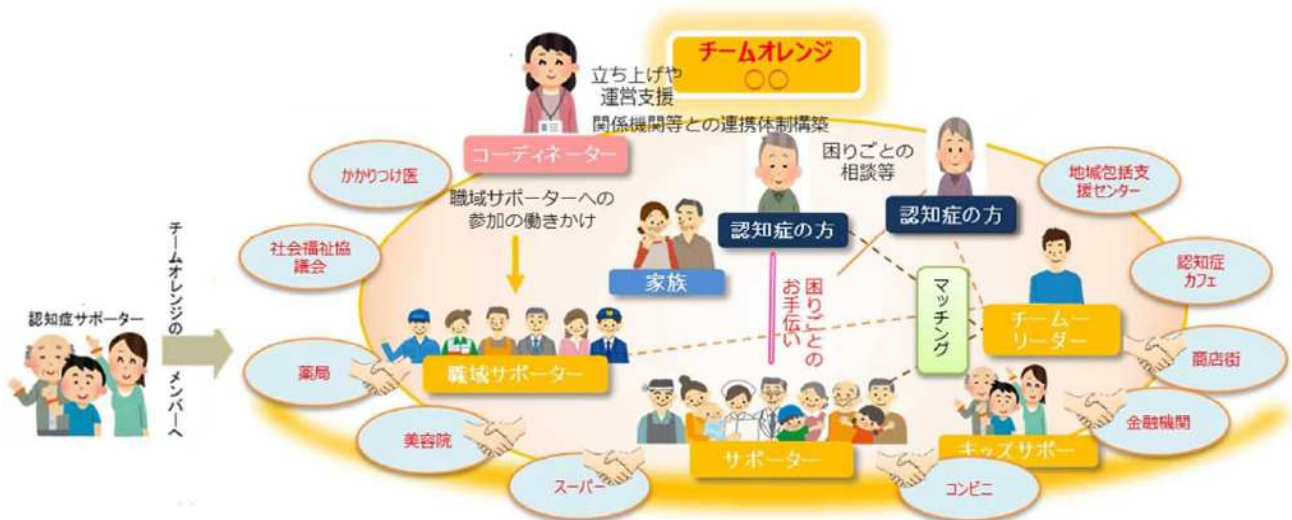 チームオレンジ
○○
立ち上げや
運営支援
関係機関等との連携体制構築
コーディネーター
困りごとの
相談等
かかりつけ医
地域包括支
援センター
職域サポーターへの
参加の働きかけ
認知症の方
認知症の方
社会福祉協
議会
家族
認知症
カフェ
チームオレンジの メンバーへ
認知症サポーター
困りごとの
お手伝い
マッチング
チームー
リーダー
薬局
職域サポーター
商店街
美容院
金融機関
サポーター
キッズサポー
スーパー
コンビニ